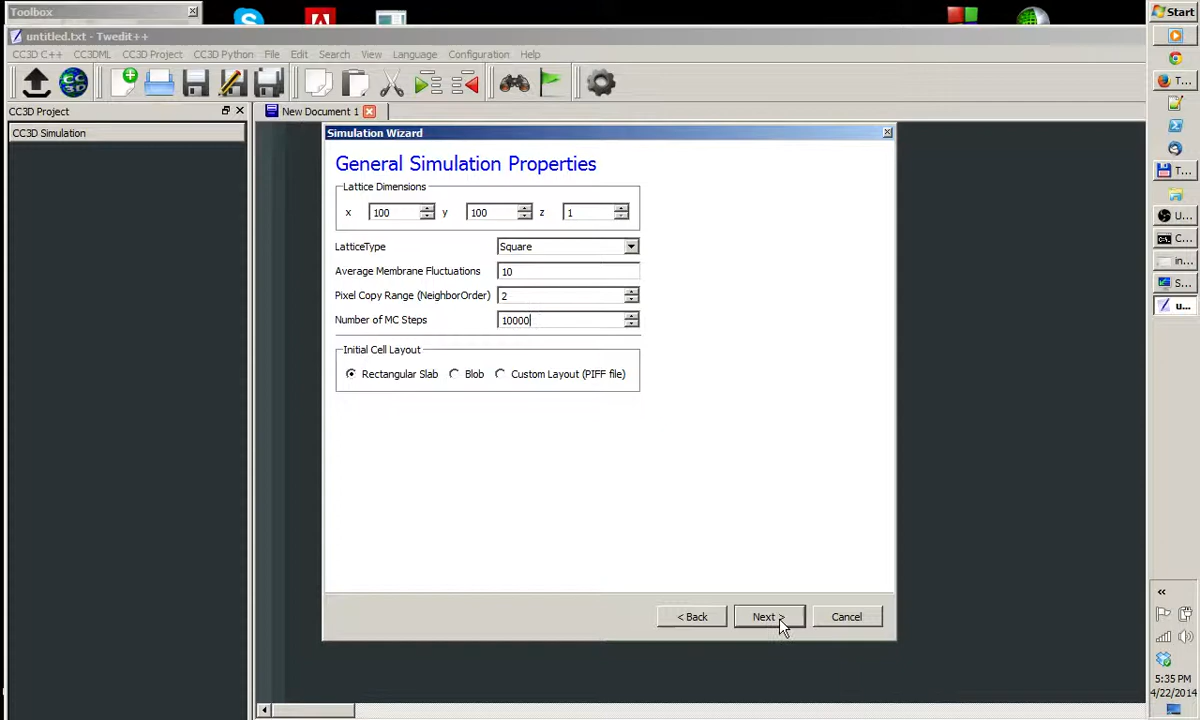 Toolbox
Start
untitled.txt - Twedit++
CC3D C++ CC3DML CC3D Project CC3D Python File Edit Search View Language Configuration Help
T...
CC3D Project
New Document 1
CC3D Simulation
Simulation Wizard
General Simulation Properties
T...
Lattice Dimensions
x 100 y 100 z 1
U...
C...
LatticeType Square
in...
Average Membrane Fluctuations 10
S...
Pixel Copy Range (NeighborOrder) 2
u...
Number of MC Steps 10000
Initial Cell Layout
Rectangular Slab Blob Custom Layout (PIFF file)
< Back Next > Cancel
5:35 PM
4/22/2014